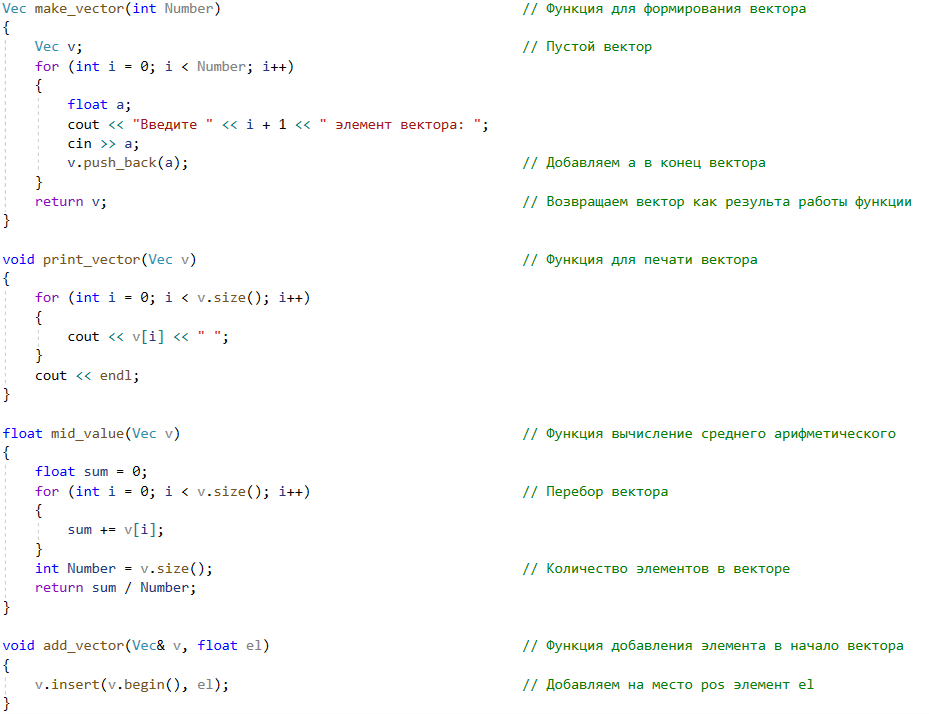 Vec make_vector(int Number) // Функция для формирования вектора
{
    Vec v; // Пустой вектор
    for (int i = 0; i < Number; i++)
    {
        float a;
        cout << "Введите " << i + 1 << " элемент вектора: ";
        cin >> a;
        v.push_back(a); // Добавляем a в конец вектора
    }
    return v; // Возвращаем вектор как результа работы функции
}

void print_vector(Vec v) // Функция для печати вектора
{
    for (int i = 0; i < v.size(); i++)
    {
        cout << v[i] << " ";
    }
    cout << endl;
}

float mid_value(Vec v) // Функция вычисление среднего арифметического
{
    float sum = 0;
    for (int i = 0; i < v.size(); i++) // Перебор вектора
    {
        sum += v[i];
    }
    int Number = v.size(); // Количество элементов в векторе
    return sum / Number;
}

void add_vector(Vec& v, float el) // Функция добавления элемента в начало вектора
{
    v.insert(v.begin(), el); // Добавляем на место pos элемент el
}